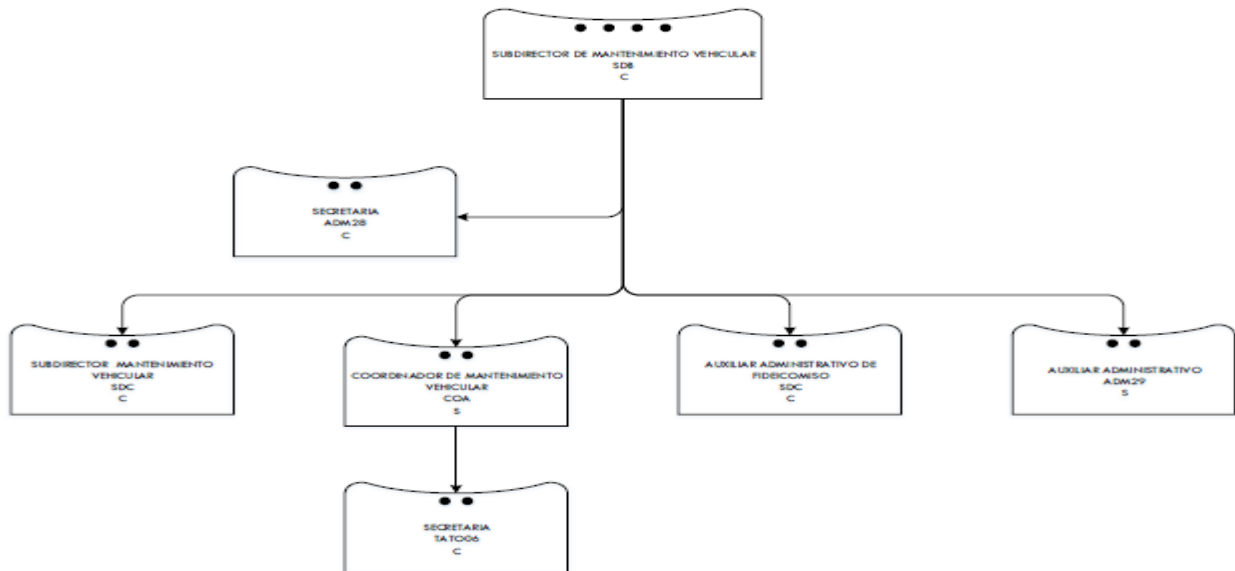 SUBDIRECTOR DE MANTENIMIENTO VEHICULAR
SDB
C
SECRETARIA
ADM28
C
SUBDIRECTOR MANTENIMIENTO
VEHICULAR
SDC
C
COORDINADOR DE MANTENIMIENTO
VEHICULAR
COA
S
AUXILIAR ADMINISTRATIVO DE
FIDEICOMISO
SDC
C
AUXILIAR ADMINISTRATIVO
ADM29
S
SECRETARIA
TATO06
C